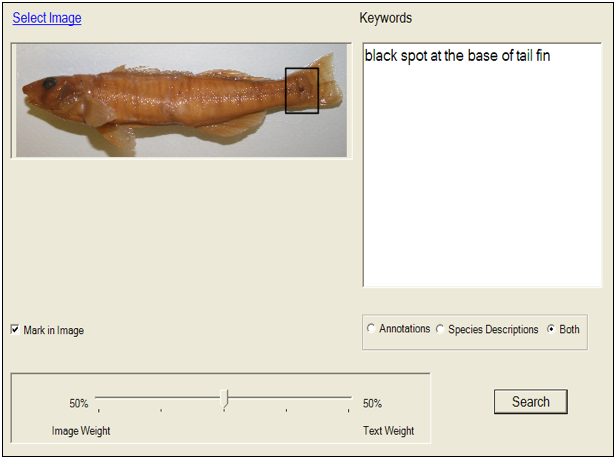 Select Image
Keywords
black spot at the base of tail fin
Mark in Image
Annotations Species Descriptions Both
50% 50%
Image Weight Text Weight
Search